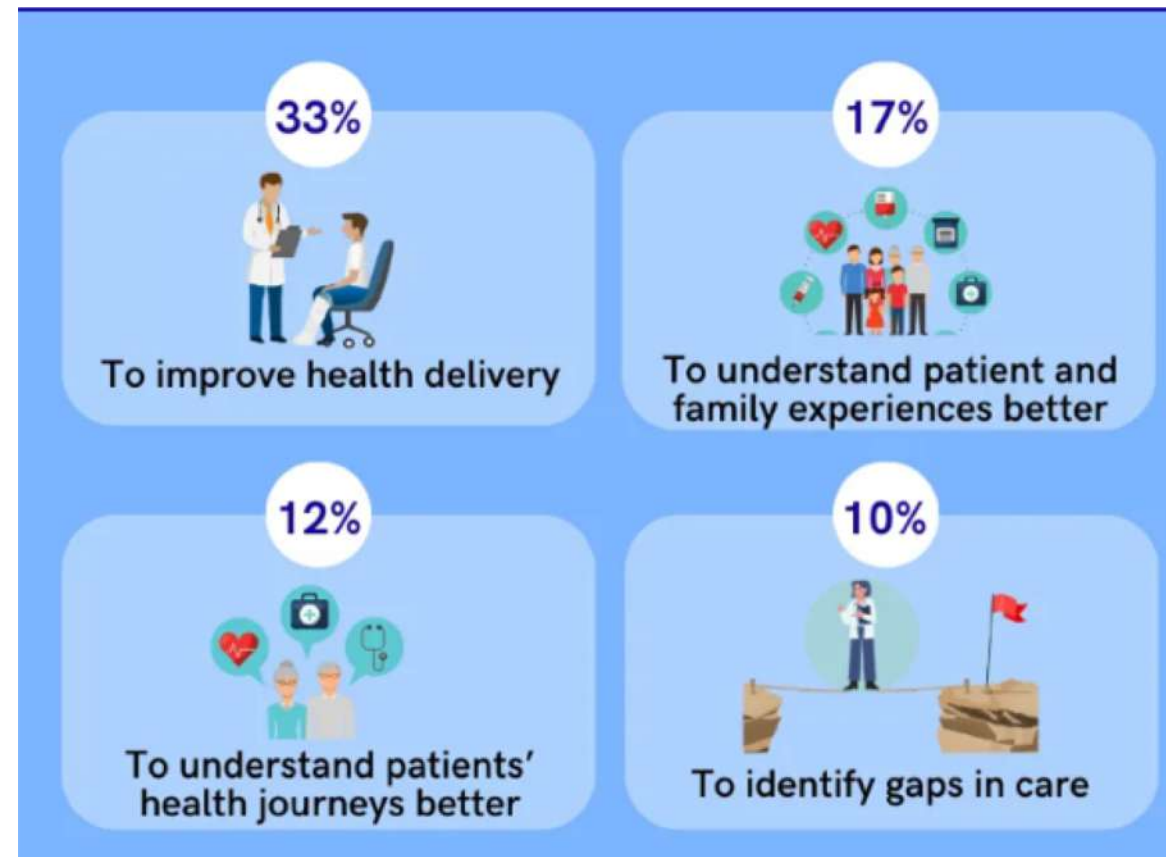 33%
To improve health delivery
17%
To understand patient and
family experiences better
12%
To understand patients’
health journeys better
10%
To identify gaps in care